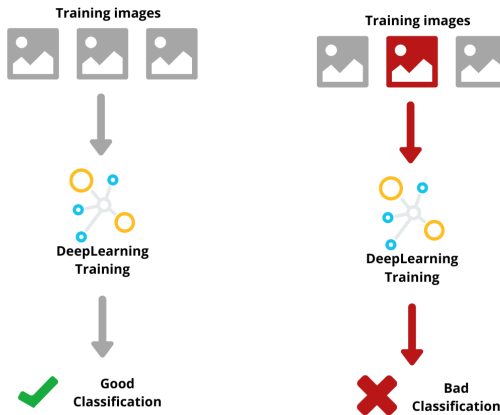 Training images
DeepLearning
Training
Good
Classification
Training images
DeepLearning
Training
Bad
Classification